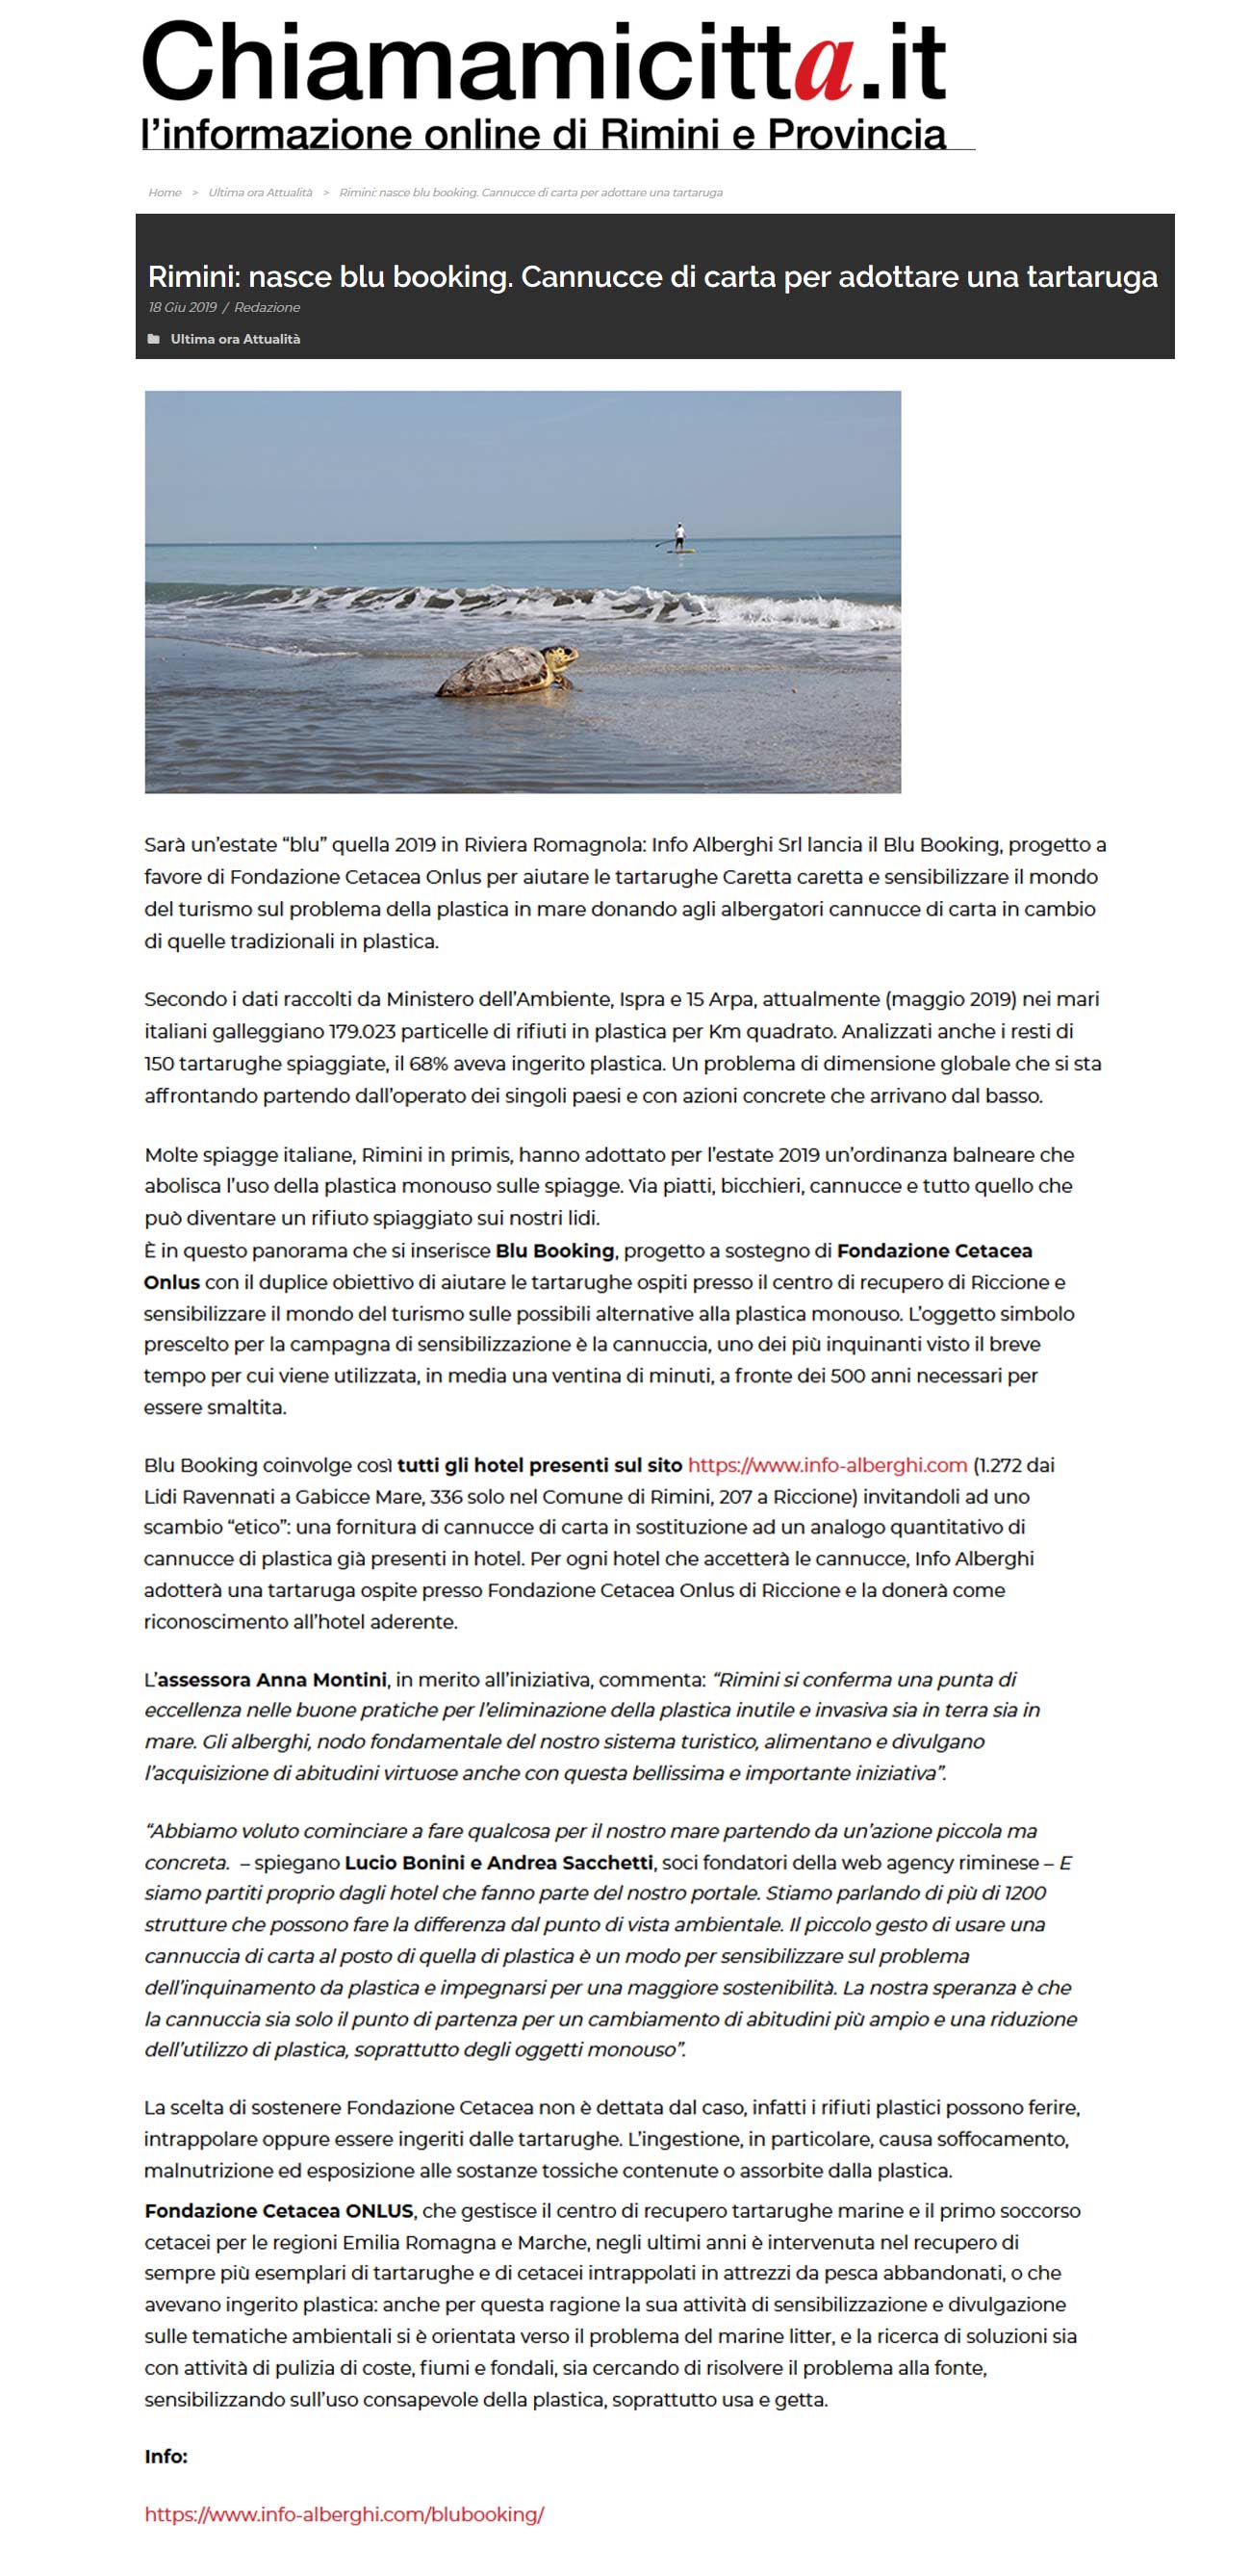 Chiamamicitta.it
l'informazione online di Rimini e Provincia
Home > Ultima ora Attualità > Rimini: nasce blu booking. Cannucce di carta per adottare una tartaruga
Rimini: nasce blu booking. Cannucce di carta per adottare una tartaruga
18 Giu 2019 / Redazione
Ultima ora Attualità
Sarà un'estate “blu” quella 2019 in Riviera Romagnola: Info Alberghi Srl lancia il Blu Booking, progetto a
favore di Fondazione Cetacea Onlus per aiutare le tartarughe Caretta caretta e sensibilizzare il mondo
del turismo sul problema della plastica in mare donando agli albergatori cannucce di carta in cambio
di quelle tradizionali in plastica.
Secondo i dati raccolti da Ministero dell'Ambiente, Ispra e 15 Arpa, attualmente (maggio 2019) nei mari
italiani galleggiano 179.023 particelle di rifiuti in plastica per Km quadrato. Analizzati anche i resti di
150 tartarughe spiaggiate, il 68% aveva ingerito plastica. Un problema di dimensione globale che si sta
affrontando partendo dall'operato dei singoli paesi e con azioni concrete che arrivano dal basso.
Molte spiagge italiane, Rimini in primis, hanno adottato per l'estate 2019 un'ordinanza balneare che
abolisca l'uso della plastica monouso sulle spiagge. Via piatti, bicchieri, cannucce e tutto quello che
può diventare un rifiuto spiaggiato sui nostri lidi.
È in questo panorama che si inserisce Blu Booking, progetto a sostegno di Fondazione Cetacea
Onlus con il duplice obiettivo di aiutare le tartarughe ospiti presso il centro di recupero di Riccione e
sensibilizzare il mondo del turismo sulle possibili alternative alla plastica monouso. L'oggetto simbolo
prescelto per la campagna di sensibilizzazione è la cannuccia, uno dei più inquinanti visto il breve
tempo per cui viene utilizzata, in media una ventina di minuti, a fronte dei 500 anni necessari per
essere smaltita.
Blu Booking coinvolge così tutti gli hotel presenti sul sito https://www.info-alberghi.com (1.272 dai
Lidi Ravennati a Gabicce Mare, 336 solo nel Comune di Rimini, 207 a Riccione) invitandoli ad uno
scambio “etico”: una fornitura di cannucce di carta in sostituzione ad un analogo quantitativo di
cannucce di plastica già presenti in hotel. Per ogni hotel che accetterà le cannucce, Info Alberghi
adotterà una tartaruga ospite presso Fondazione Cetacea Onlus di Riccione e la donerà come
riconoscimento all'hotel aderente.
L'assessora Anna Montini, in merito all'iniziativa, commenta: “Rimini si conferma una punta di
eccellenza nelle buone pratiche per l'eliminazione della plastica inutile e invasiva sia in terra sia in
mare. Gli alberghi, nodo fondamentale del nostro sistema turistico, alimentano e divulgano
l'acquisizione di abitudini virtuose anche con questa bellissima e importante iniziativa”.
“Abbiamo voluto cominciare a fare qualcosa per il nostro mare partendo da un'azione piccola ma
concreta. – spiegano Lucio Bonini e Andrea Sacchetti, soci fondatori della web agency riminese – E
siamo partiti proprio dagli hotel che fanno parte del nostro portale. Stiamo parlando di più di 1200
strutture che possono fare la differenza dal punto di vista ambientale. Il piccolo gesto di usare una
cannuccia di carta al posto di quella di plastica è un modo per sensibilizzare sul problema
dell'inquinamento da plastica e impegnarsi per una maggiore sostenibilità. La nostra speranza è che
la cannuccia sia solo il punto di partenza per un cambiamento di abitudini più ampio e una riduzione
dell'utilizzo di plastica, soprattutto degli oggetti monouso”.
La scelta di sostenere Fondazione Cetacea non è dettata dal caso, infatti i rifiuti plastici possono ferire,
intrappolare oppure essere ingeriti dalle tartarughe. L'ingestione, in particolare, causa soffocamento,
malnutrizione ed esposizione alle sostanze tossiche contenute o assorbite dalla plastica.
Fondazione Cetacea ONLUS, che gestisce il centro di recupero tartarughe marine e il primo soccorso
cetacei per le regioni Emilia Romagna e Marche, negli ultimi anni è intervenuta nel recupero di
sempre più esemplari di tartarughe e di cetacei intrappolati in attrezzi da pesca abbandonati, o che
avevano ingerito plastica: anche per questa ragione la sua attività di sensibilizzazione e divulgazione
sulle tematiche ambientali si è orientata verso il problema del marine litter, e la ricerca di soluzioni sia
con attività di pulizia di coste, fiumi e fondali, sia cercando di risolvere il problema alla fonte,
sensibilizzando sull'uso consapevole della plastica, soprattutto usa e getta.
Info:
https://www.info-alberghi.com/blubooking/